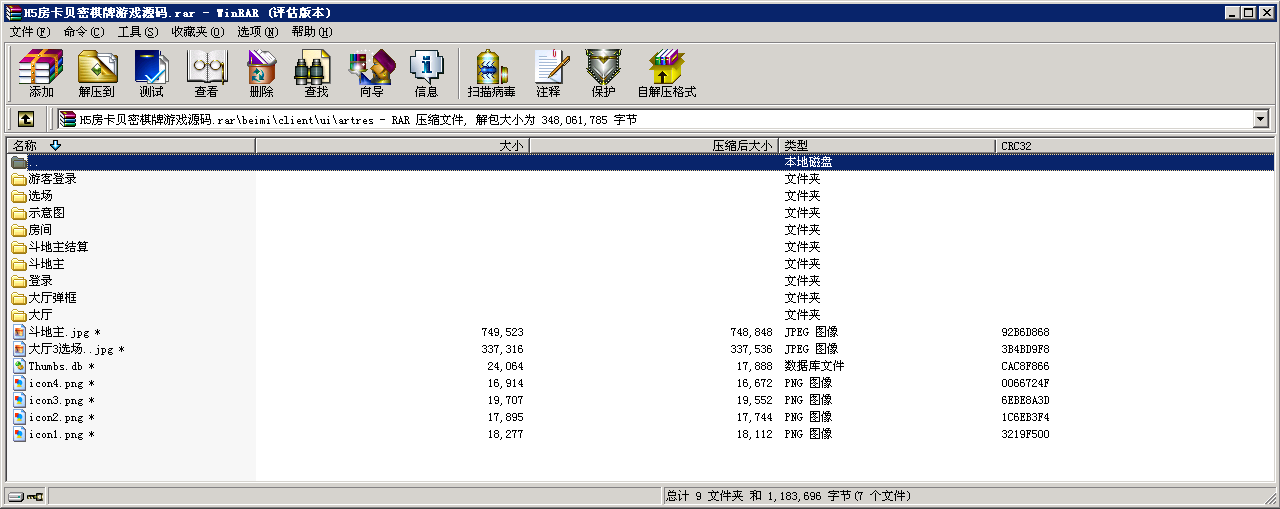 H5房卡贝密棋牌游戏源码.rar - WinRAR (评估版本)
文件(F) 命令(C) 工具(S) 收藏夹(O) 选项(N) 帮助(H)
添加 解压到 测试 查看 删除 查找 向导 信息 扫描病毒 注释 保护 自解压格式
H5房卡贝密棋牌游戏源码.rar\beimi\client\ui\artres - RAR 压缩文件, 解包大小为 348,061,785 字节
名称 大小 压缩后大小 类型 CRC32
.. 本地磁盘
游客登录 文件夹
选场 文件夹
示意图 文件夹
房间 文件夹
斗地主结算 文件夹
斗地主 文件夹
登录 文件夹
大厅弹框 文件夹
大厅 文件夹
斗地主.jpg * 749,523 748,848 JPEG 图像 92B6D868
大厅3选场..jpg * 337,316 337,536 JPEG 图像 3B4BD9F8
Thumbs.db * 24,064 17,888 数据库文件 CAC8F866
icon4.png * 16,914 16,672 PNG 图像 0066724F
icon3.png * 19,707 19,552 PNG 图像 6EBE8A3D
icon2.png * 17,895 17,744 PNG 图像 1C6EB3F4
icon1.png * 18,277 18,112 PNG 图像 3219F500
总计 9 文件夹 和 1,183,696 字节(7 个文件)